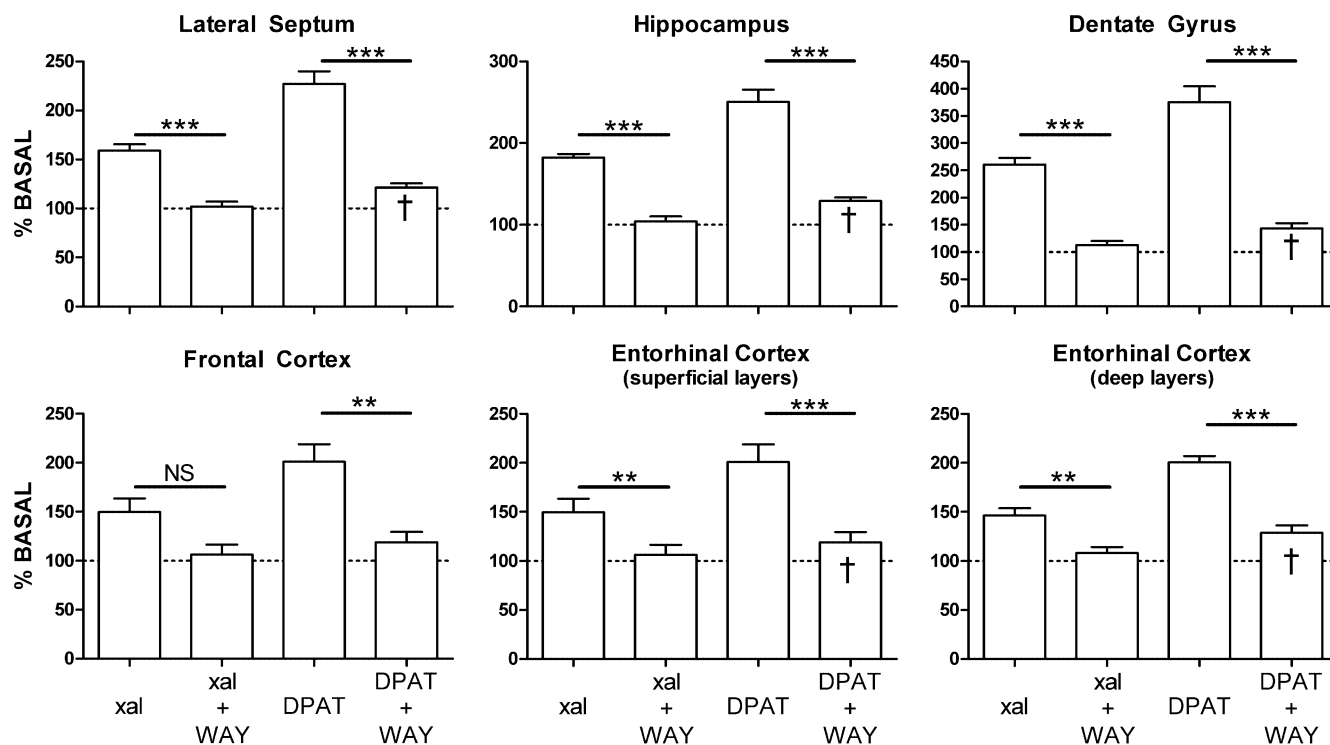 Lateral Septum
% BASAL
250
200
150
100
50
0
***
***
†
Hippocampus
300
200
100
0
***
***
†
Dentate Gyrus
450
400
350
300
250
200
150
100
50
0
***
***
†
Frontal Cortex
% BASAL
250
200
150
100
50
0
NS
**
xal
xal
+
WAY
DPAT
DPAT
+
WAY
Entorhinal Cortex
(superficial layers)
250
200
150
100
50
0
**
***
†
xal
xal
+
WAY
DPAT
DPAT
+
WAY
Entorhinal Cortex
(deep layers)
250
200
150
100
50
0
**
***
†
xal
xal
+
WAY
DPAT
DPAT
+
WAY